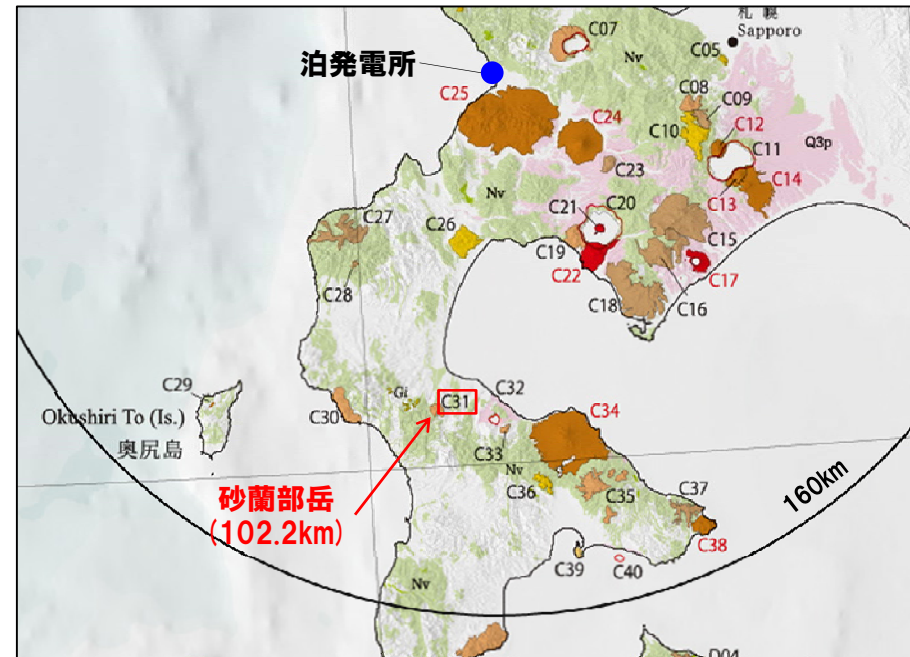 札 幌
Sapporo
C07
Nv
C05
泊発電所
C25
C24
C08
C09
C10
C12
C11
Q3p
C23
C13
C14
Nv
C21
C20
C27
C26
C19
C15
C22
C17
C28
C18
C16
C29
Okushiri To (Is.)
奥尻島
C30
Gi
C31
C32
C34
C33
Nv
C36
C35
C37
砂蘭部岳
(102.2km)
160km
C38
C39
C40
Nv
D04